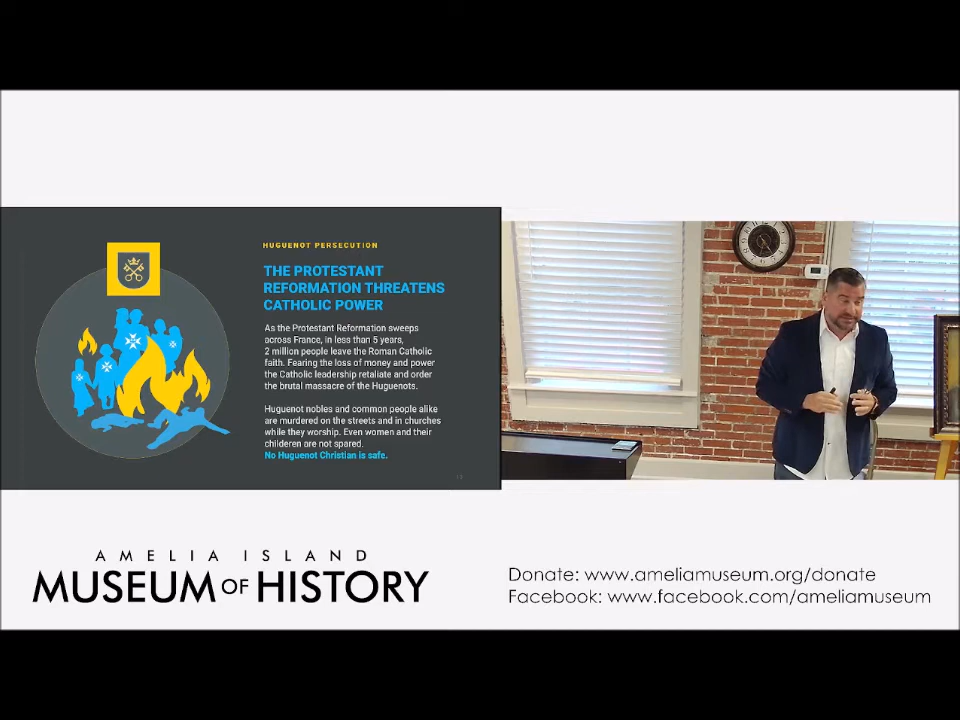 HUGUENOT PERSECUTION
THE PROTESTANT
REFORMATION THREATENS
CATHOLIC POWER
As the Protestant Reformation sweeps
across France, in less than 5 years,
2 million people leave the Roman Catholic
faith. Fearing the loss of money and power
the Catholic leadership retaliate and order
the brutal massacre of the Huguenots.
Huguenot nobles and common people alike
are murdered on the streets and in churches
while they worship. Even women and their
childeren are not spared.
No Huguenot Christian is safe.
AMELIA ISLAND
MUSEUM OF HISTORY
Donate: www.ameliamuseum.org/donate
Facebook: www.facebook.com/ameliamuseum